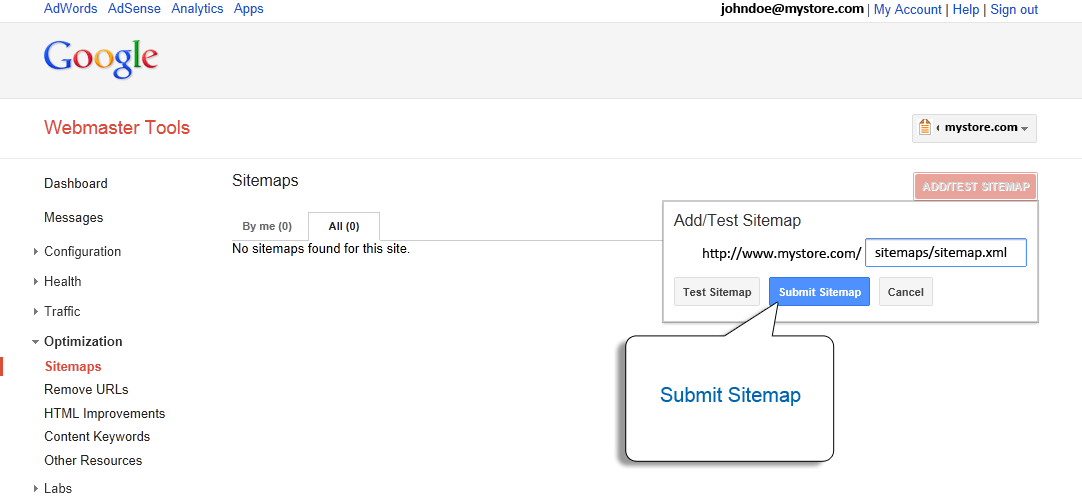 AdWords AdSense Analytics Apps johndoe@mystore.com | My Account | Help | Sign out
Google
Webmaster Tools mystore.com
Dashboard
Sitemaps
ADD/TEST SITEMAP
Messages
By me (0) All (0)
Add/Test Sitemap
Configuration
No sitemaps found for this site.
http://www.mystore.com/ sitemaps/sitemap.xml
Health
Test Sitemap Submit Sitemap Cancel
Traffic
Optimization
Sitemaps
Remove URLs
Submit Sitemap
HTML Improvements
Content Keywords
Other Resources
Labs